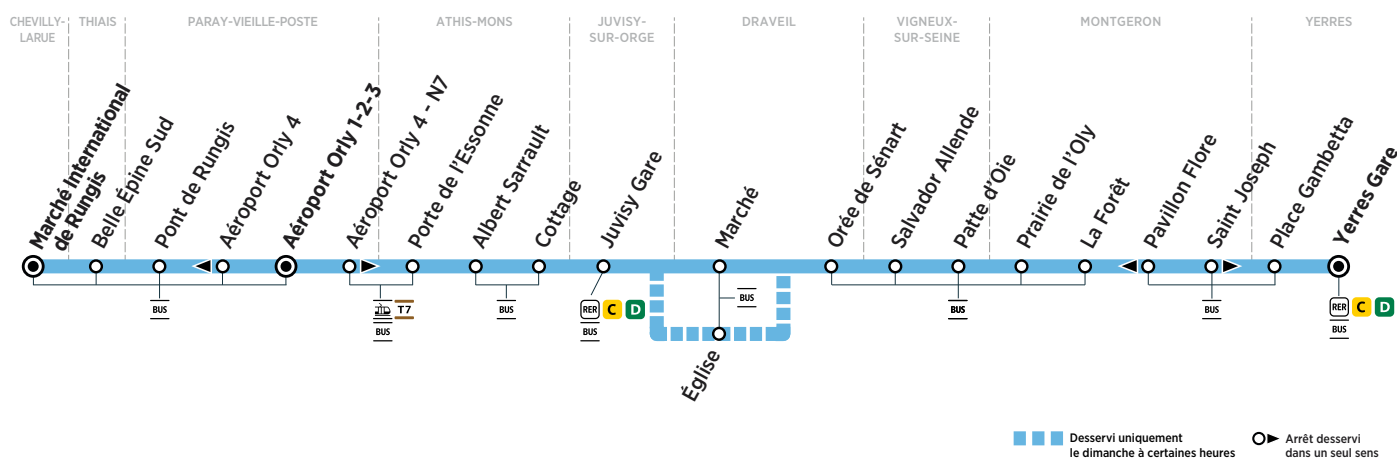 CHEVILLY-
LARUE
THIAIS
PARAY-VIEILLE-POSTE
ATHIS-MONS
JUVISY-
SUR-ORGE
DRAVEIL
VIGNEUX-
SUR-SEINE
MONTGERON
YERRES
Marché International
de Rungis
Belle Épine Sud
Pont de Rungis
Aéroport Orly 4
Aéroport Orly 1-2-3
Aéroport Orly 4 - N7
Porte de l'Essonne
Albert Sarrault
Cottage
Juvisy Gare
Marché
Orée de Sénart
Salvador Allende
Patte d'Oie
Prairie de l'Oly
La Forêt
Pavillon Flore
Saint Joseph
Place Gambetta
Yerres Gare
BUS
T7
BUS
BUS
RER C D
BUS
BUS
Église
BUS
BUS
RER C D
BUS
Desservi uniquement
le dimanche à certaines heures
Arrêt desservi
dans un seul sens